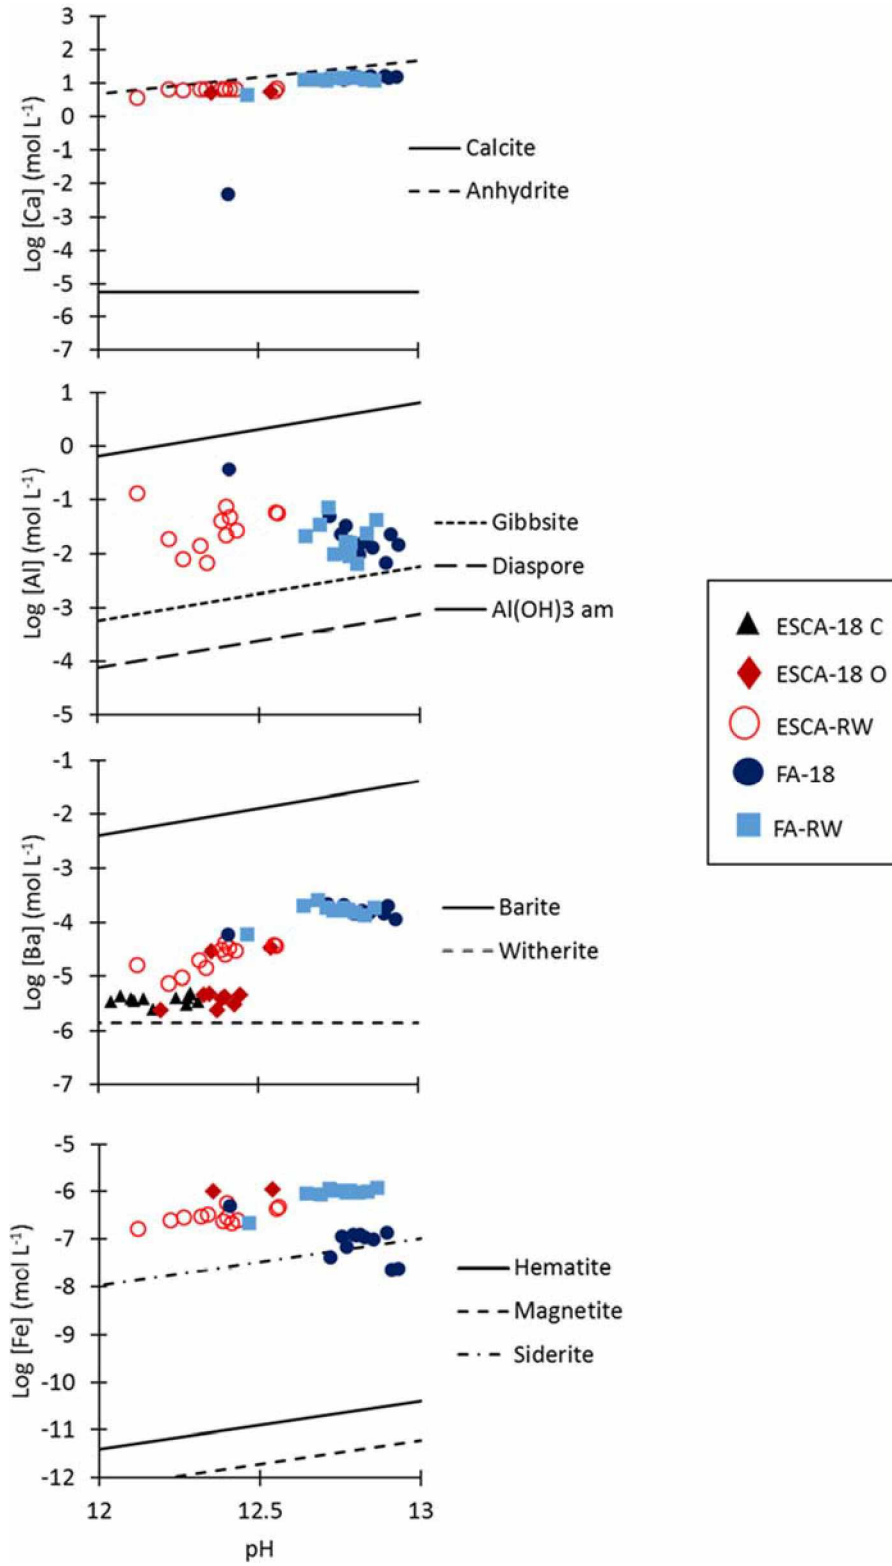 3
2
1
0
-1
-2
-3
-4
-5
-6
-7
Log [Ca] (mol L-1)
Calcite
Anhydrite
12
12.5
13
1
0
-1
-2
-3
-4
-5
Log [Al] (mol L-1)
Gibbsite
Diaspore
Al(OH)3 am
ESCA-18 C
ESCA-18 O
ESCA-RW
FA-18
FA-RW
-1
-2
-3
-4
-5
-6
-7
Log [Ba] (mol L-1)
Barite
Witherite
-5
-6
-7
-8
-9
-10
-11
-12
Log [Fe] (mol L-1)
Hematite
Magnetite
Siderite
12
12.5
13
pH